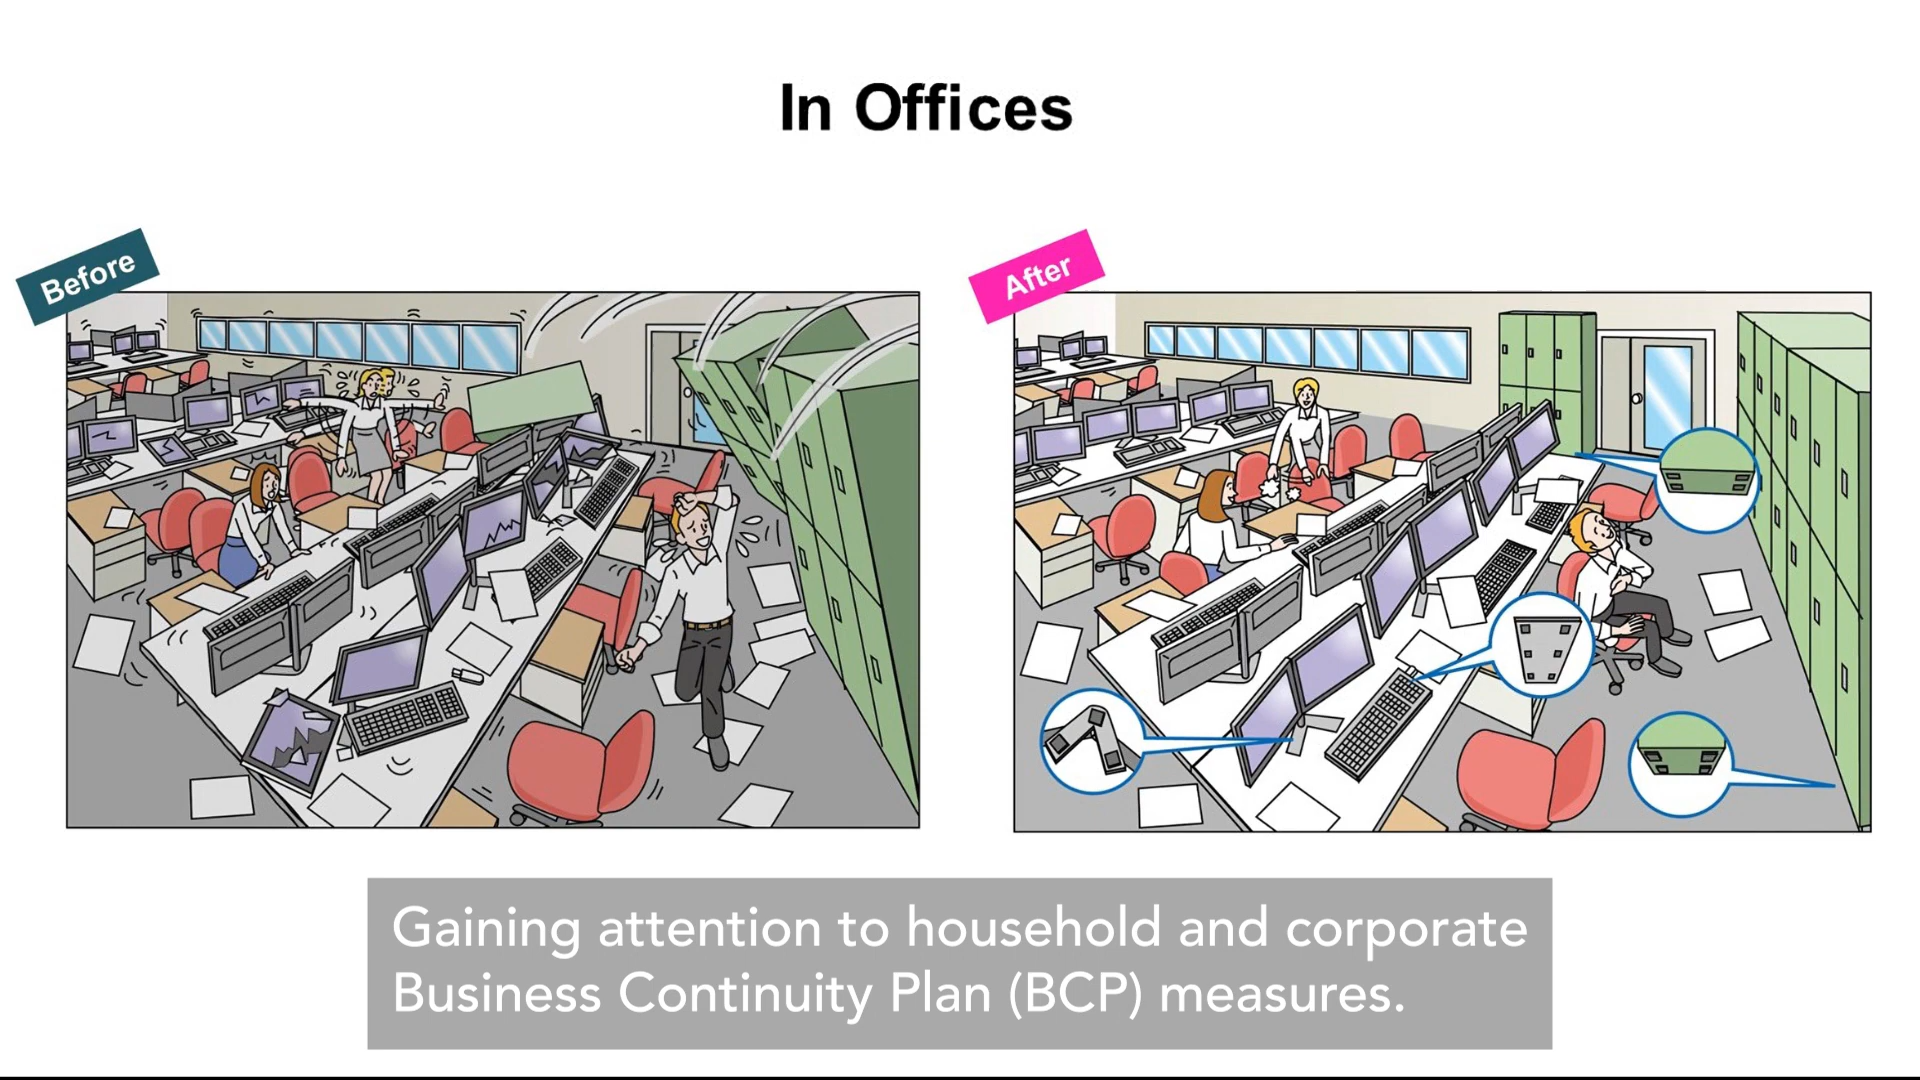 In Offices
Before
After
Gaining attention to household and corporate
Business Continuity Plan (BCP) measures.